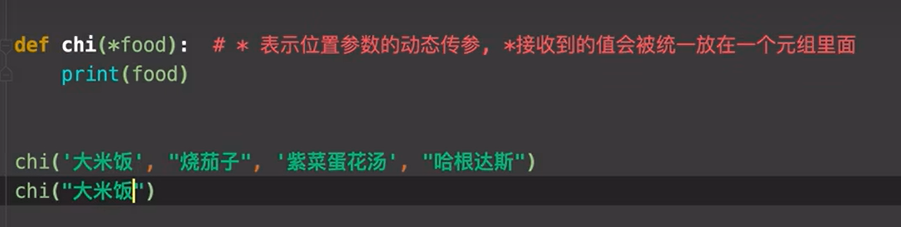 def chi(*food):  # * 表示位置参数的动态传参, *接收到的值会被统一放在一个元组里面
    print(food)
chi('大米饭', "烧茄子", '紫菜蛋花汤', "哈根达斯")
chi("大米饭")